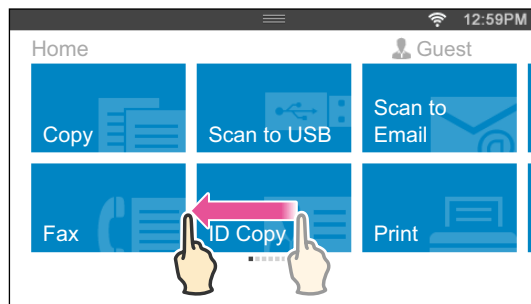 12:59PM
Home
Guest
Copy
Scan to USB
Scan to
Email
Fax
ID Copy
Print